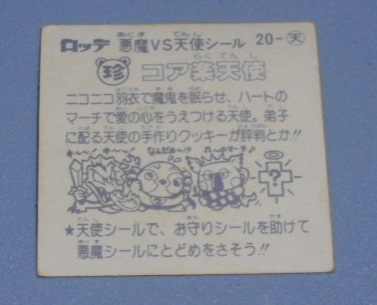 ロッテ 悪魔VS天使シール 20-天
珍 コア楽天使
ニコニコ羽衣で魔鬼を眠らせ、ハートの
マーチで愛の心をうえつける天使。弟子
に配る天使の手作りクッキーが評判とか!!
なんだぁ〜?
?
★天使シールで、お守りシールを助けて
悪魔シールにとどめをさそう!!